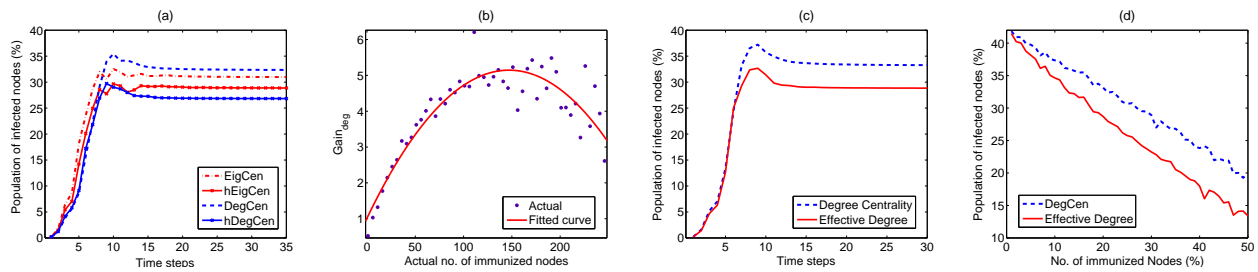 (a)
Population of infected nodes (%)
40
35
30
25
20
15
10
5
0
5
10
15
20
25
30
35
Time steps
EigCen
hEigCen
DegCen
hDegCen
(b)
Gain_deg
6
5
4
3
2
1
0
50
100
150
200
Actual no. of immunized nodes
Actual
Fitted curve
(c)
Population of infected nodes (%)
40
35
30
25
20
15
10
5
0
5
10
15
20
25
30
Time steps
Degree Centrality
Effective Degree
(d)
Population of infected nodes (%)
40
35
30
25
20
15
10
0
10
20
30
40
50
No. of immunized Nodes (%)
DegCen
Effective Degree